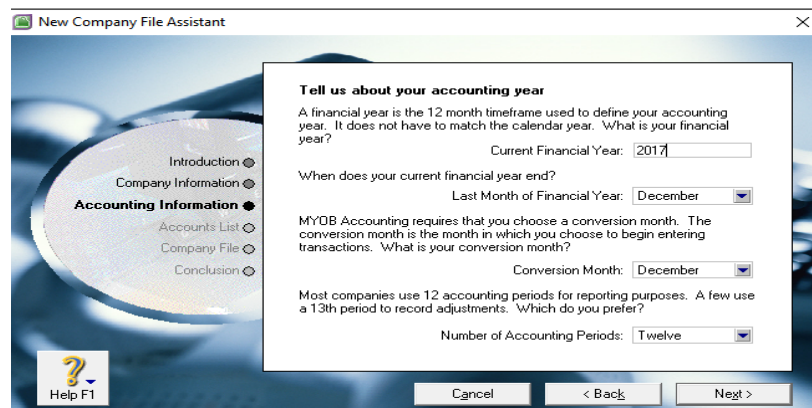 New Company File Assistant
Tell us about your accounting year
A financial year is the 12 month timeframe used to define your accounting
year. It does not have to match the calendar year. What is your financial
year?
Current Financial Year: 2017
When does your current financial year end?
Last Month of Financial Year: December
MYOB Accounting requires that you choose a conversion month. The
conversion month is the month in which you choose to begin entering
transactions. What is your conversion month?
Conversion Month: December
Most companies use 12 accounting periods for reporting purposes. A few use
a 13th period to record adjustments. Which do you prefer?
Number of Accounting Periods: Twelve
Introduction
Company Information
Accounting Information
Accounts List
Company File
Conclusion
Help F1
Cancel
< Back
Next >